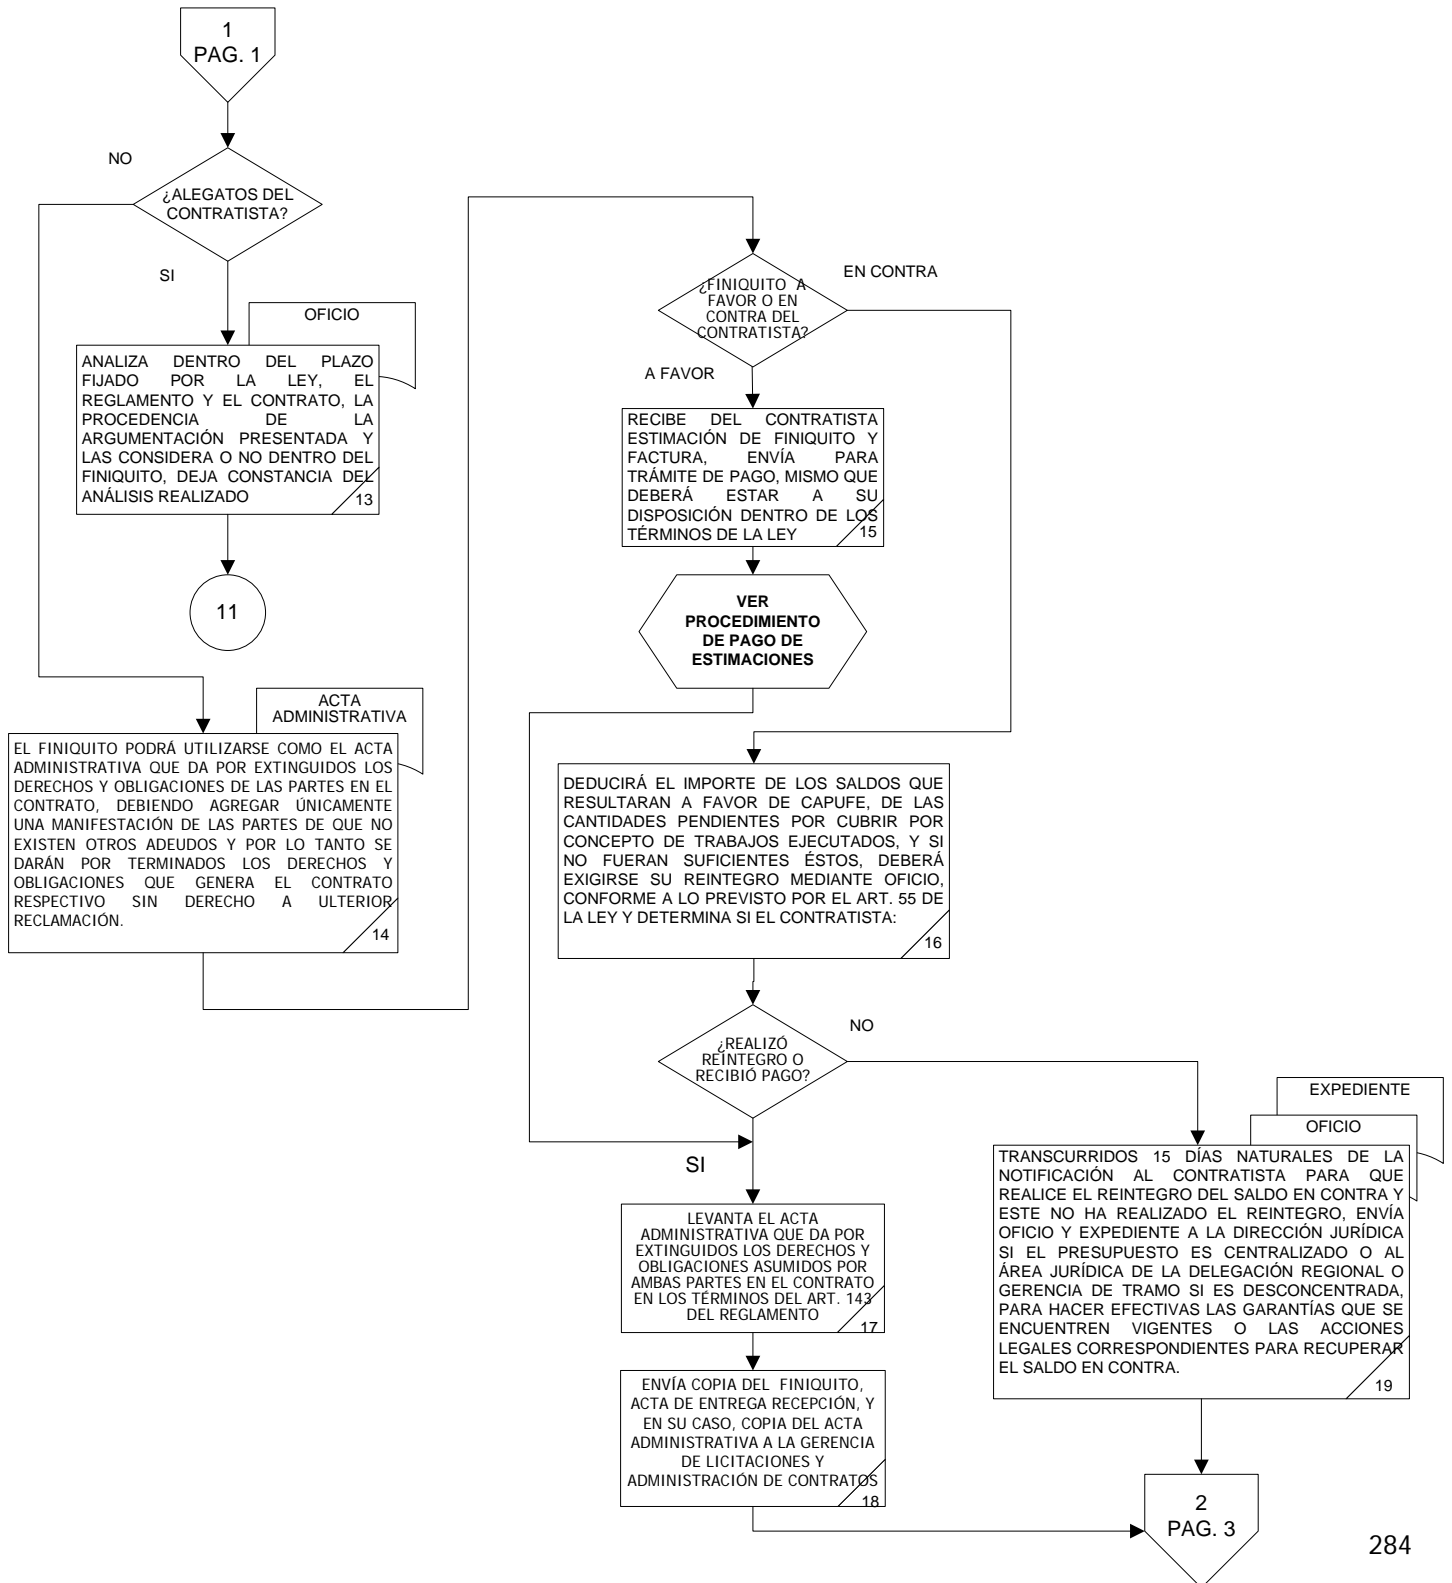 1
PAG. 1
NO
¿ALEGATOS DEL
CONTRATISTA?
SI
OFICIO
ANALIZA DENTRO DEL PLAZO
FIJADO POR LA LEY, EL
REGLAMENTO Y EL CONTRATO, LA
PROCEDENCIA DE LA
ARGUMENTACIÓN PRESENTADA Y
LAS CONSIDERA O NO DENTRO DEL
FINIQUITO, DEJA CONSTANCIA DEL
ANÁLISIS REALIZADO
13
11
ACTA
ADMINISTRATIVA
EL FINIQUITO PODRÁ UTILIZARSE COMO EL ACTA
ADMINISTRATIVA QUE DA POR EXTINGUIDOS LOS
DERECHOS Y OBLIGACIONES DE LAS PARTES EN EL
CONTRATO, DEBIENDO AGREGAR ÚNICAMENTE
UNA MANIFESTACIÓN DE LAS PARTES DE QUE NO
EXISTEN OTROS ADEUDOS Y POR LO TANTO SE
DARÁN POR TERMINADOS LOS DERECHOS Y
OBLIGACIONES QUE GENERA EL CONTRATO
RESPECTIVO SIN DERECHO A ULTERIOR
RECLAMACIÓN.
14
¿FINIQUITO A
FAVOR O EN
CONTRA DEL
CONTRATISTA?
EN CONTRA
A FAVOR
RECIBE DEL CONTRATISTA
ESTIMACIÓN DE FINIQUITO Y
FACTURA, ENVÍA PARA
TRÁMITE DE PAGO, MISMO QUE
DEBERÁ ESTAR A SU
DISPOSICIÓN DENTRO DE LOS
TÉRMINOS DE LA LEY
15
VER
PROCEDIMIENTO
DE PAGO DE
ESTIMACIONES
DEDUCIRÁ EL IMPORTE DE LOS SALDOS QUE
RESULTARAN A FAVOR DE CAPUFE, DE LAS
CANTIDADES PENDIENTES POR CUBRIR POR
CONCEPTO DE TRABAJOS EJECUTADOS, Y SI
NO FUERAN SUFICIENTES ÉSTOS, DEBERÁ
EXIGIRSE SU REINTEGRO MEDIANTE OFICIO,
CONFORME A LO PREVISTO POR EL ART. 55 DE
LA LEY Y DETERMINA SI EL CONTRATISTA:
16
¿REALIZÓ
REINTEGRO O
RECIBIÓ PAGO?
NO
SI
LEVANTA EL ACTA
ADMINISTRATIVA QUE DA POR
EXTINGUIDOS LOS DERECHOS Y
OBLIGACIONES ASUMIDOS POR
AMBAS PARTES EN EL CONTRATO
EN LOS TÉRMINOS DEL ART. 143
DEL REGLAMENTO
17
ENVÍA COPIA DEL FINIQUITO,
ACTA DE ENTREGA RECEPCIÓN, Y
EN SU CASO, COPIA DEL ACTA
ADMINISTRATIVA A LA GERENCIA
DE LICITACIONES Y
ADMINISTRACIÓN DE CONTRATOS
18
EXPEDIENTE
OFICIO
TRANSCURRIDOS 15 DÍAS NATURALES DE LA
NOTIFICACIÓN AL CONTRATISTA PARA QUE
REALICE EL REINTEGRO DEL SALDO EN CONTRA Y
ESTE NO HA REALIZADO EL REINTEGRO, ENVÍA
OFICIO Y EXPEDIENTE A LA DIRECCIÓN JURÍDICA
SI EL PRESUPUESTO ES CENTRALIZADO O AL
ÁREA JURÍDICA DE LA DELEGACIÓN REGIONAL O
GERENCIA DE TRAMO SI ES DESCONCENTRADA,
PARA HACER EFECTIVAS LAS GARANTÍAS QUE SE
ENCUENTREN VIGENTES O LAS ACCIONES
LEGALES CORRESPONDIENTES PARA RECUPERAR
EL SALDO EN CONTRA.
19
2
PAG. 3
284